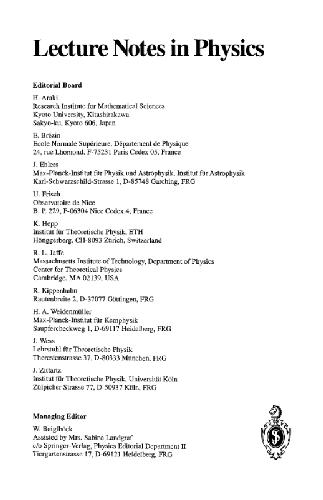 Lecture Notes in Physics
Editorial Board
H. Araki
Research Institute for Mathematical Sciences
Kyoto University, Kitashirakawa
Sakyo-ku, Kyoto 606, Japan
E. Brézin
Ecole Normale Supérieure, Département de Physique
24, rue Lhomond, F-75231 Paris Cedex 05, France
J. Ehlers
Max-Planck-Institut für Physik und Astrophysik, Institut für Astrophysik
Karl-Schwarzschild-Strasse 1, D-85748 Garching, FRG
U. Frisch
Observatoire de Nice
B. P. 229, F-06304 Nice Cedex 4, France
K. Hepp
Institut für Theoretische Physik, ETH
Hönggerberg, CH-8093 Zürich, Switzerland
R. L. Jaffe
Massachusetts Institute of Technology, Department of Physics
Center for Theoretical Physics
Cambridge, MA 02139, USA
R. Kippenhahn
Rautenbreite 2, D-37077 Göttingen, FRG
H. A. Weidenmüller
Max-Planck-Institut für Kernphysik
Saupfercheckweg 1, D-69117 Heidelberg, FRG
J. Wess
Lehrstuhl für Theoretische Physik
Theresienstrasse 37, D-80333 München, FRG
J. Zittartz
Institut für Theoretische Physik, Universität Köln
Zülpicher Strasse 77, D-50937 Köln, FRG
Managing Editor
W. Beiglböck
Assisted by Mrs. Sabine Landgraf
c/o Springer-Verlag, Physics Editorial Department II
Tiergartenstrasse 17, D-69121 Heidelberg, FRG